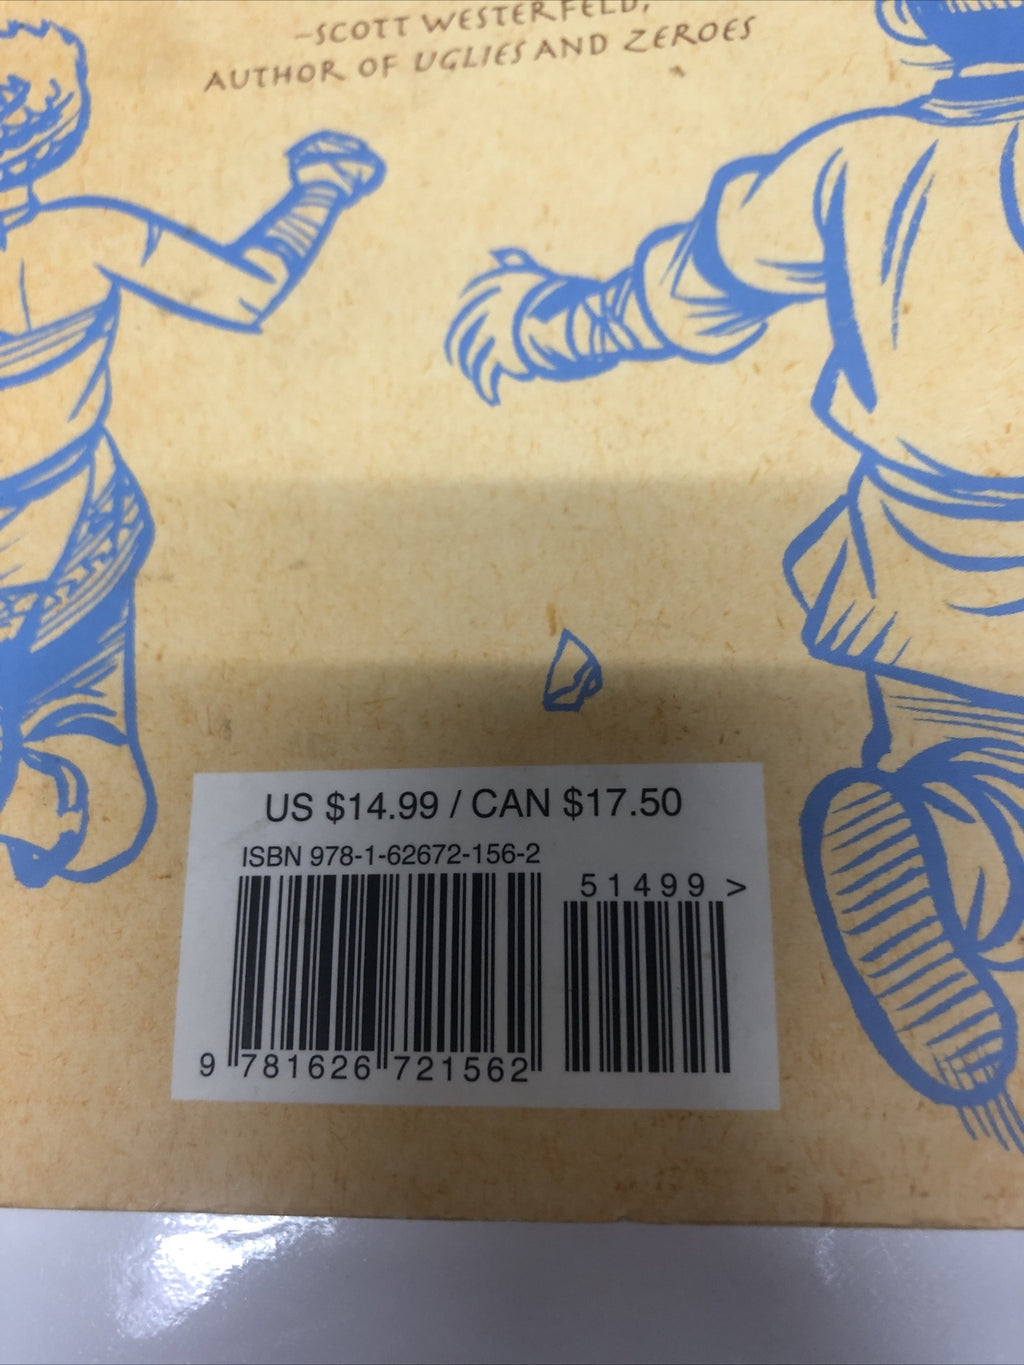 –SCOTT WESTERFELD,
AUTHOR OF UGLIES AND ZEROES
US $14.99 / CAN $17.50
ISBN 978-1-62672-156-2
51499 >
9 781626 721562